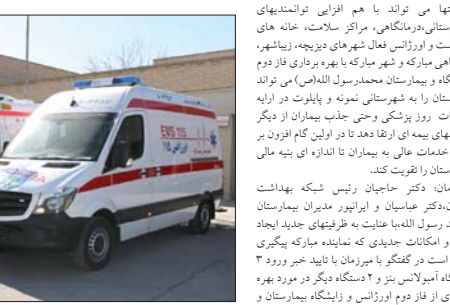 تها می تواند با هم افزایی توانمندیهای
ستانی،درمانگاهی، مراکز سلامت، خانه های
ست و اورژانس فعال شهرهای دیزیچه، زیباشهر،
اهی مبارکه و شهر مبارکه با بهره برداری فاز دوم
گاه و بیمارستان محمدرسول الله(ص) می تواند
ستان را به شهرستانی نمونه و پایلوت در ارایه
ات روز پزشکی وحتی جذب بیماران از دیگر
نهای بیمه ای ارتقا دهد تا در اولین گام افزون بر
خدمات عالی به بیماران تا اندازه ای بنیه مالی
ستان را تقویت کند.
مان: دکتر حاجیان رئیس شبکه بهداشت
ن،دکتر عباسیان و ایرانپور مدیران بیمارستان
د رسول الله،با عنایت به ظرفیتهای جدید ایجاد
و امکانات جدیدی که نماینده مبارکه پیگیری
است در گفتگو با میرزمان با تایید خبر ورود ۳
گاه آمبولانس بنز و ۲ دستگاه دیگر در مورد بهره
ی از فاز دوم اورژانس و زایشگاه بیمارستان و
EMS 115
اورژانس ۱۱۵